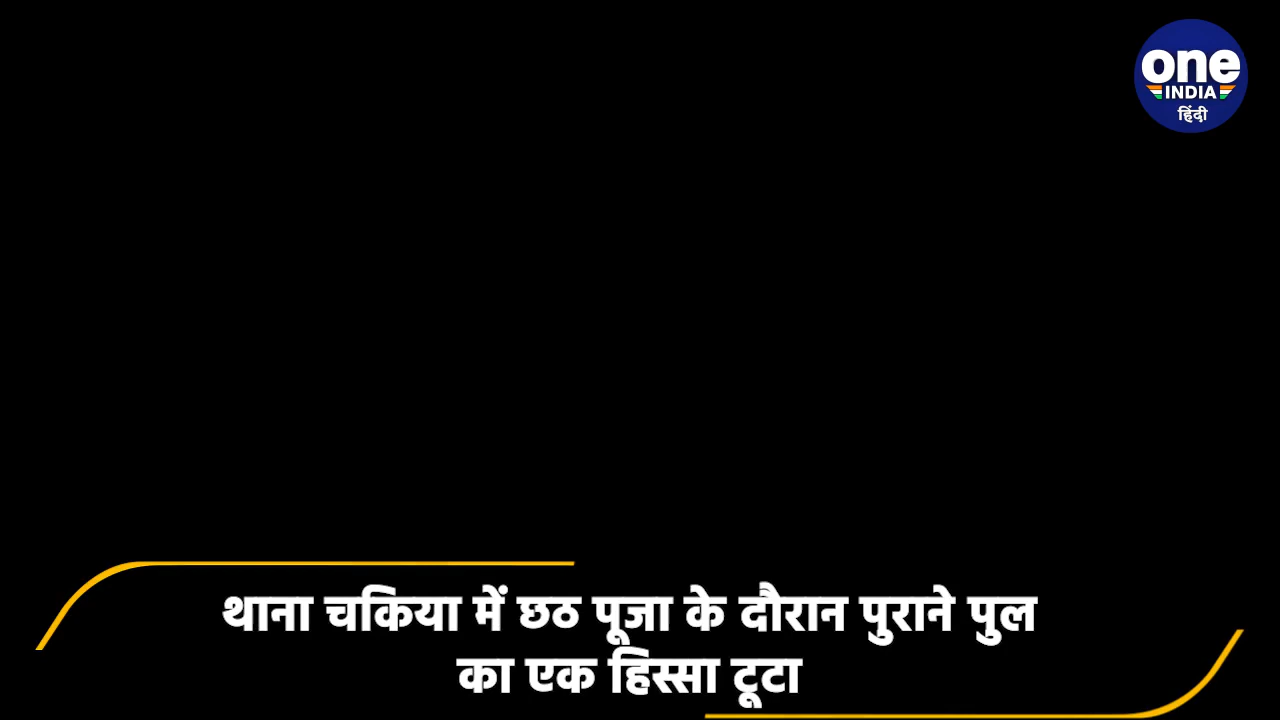 one
INDIA
हिंदी
थाना चकिया में छठ पूजा के दौरान पुराने पुल
का एक हिस्सा टूटा